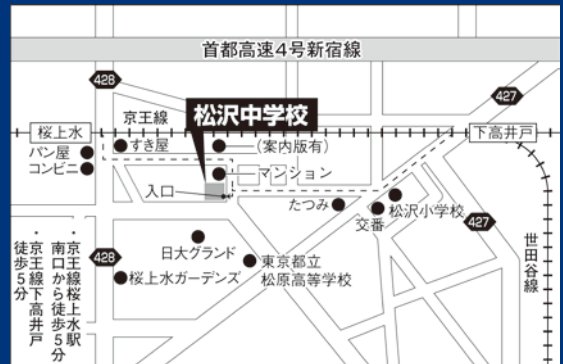 首都高速4号新宿線
428
427
松沢中学校
京王線
桜上水
下高井戸
すき屋
(案内版有)
パン屋
コンビニ
マンション
入口
たつみ
松沢小学校
交番
427
日大グランド
428
東京都立
松原高等学校
桜上水ガーデンズ
世田谷線
・京王線桜上水駅
南口から徒歩5分
・京王線下高井戸
徒歩5分